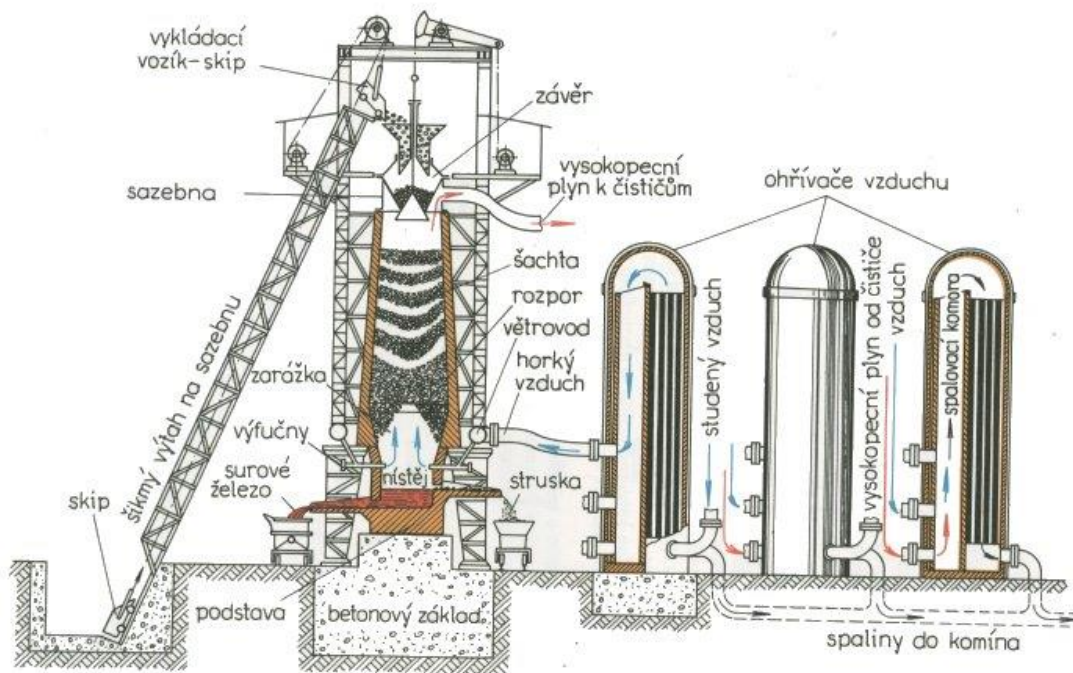 vykládací
vozík-skip
závěr
vysokopecní
plyn k čističům
ohřívače vzduchu
sazebna
šachta
rozpor
větrovod
horký
vzduch
zarážka
výfučny
surové
železo
nístěj
struska
skip
šikmý výtah na sazebnu
studený vzduch
vysokopecní plyn od čističe
vzduch
spalovací komora
podstava
betonový základ
spaliny do komína